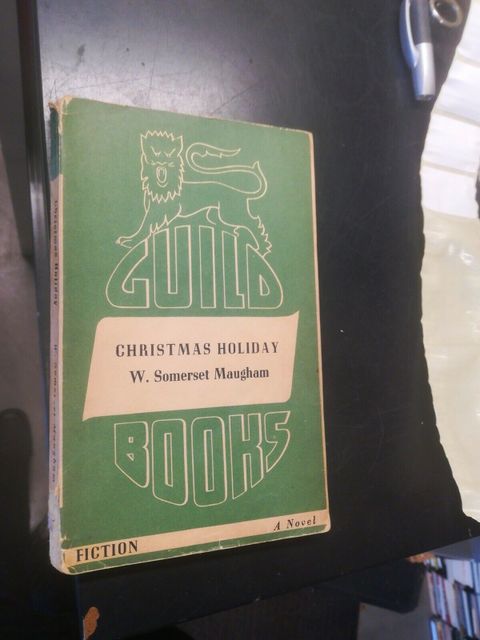 GUILD
CHRISTMAS HOLIDAY
W. Somerset Maugham
BOOKS
FICTION
A Novel